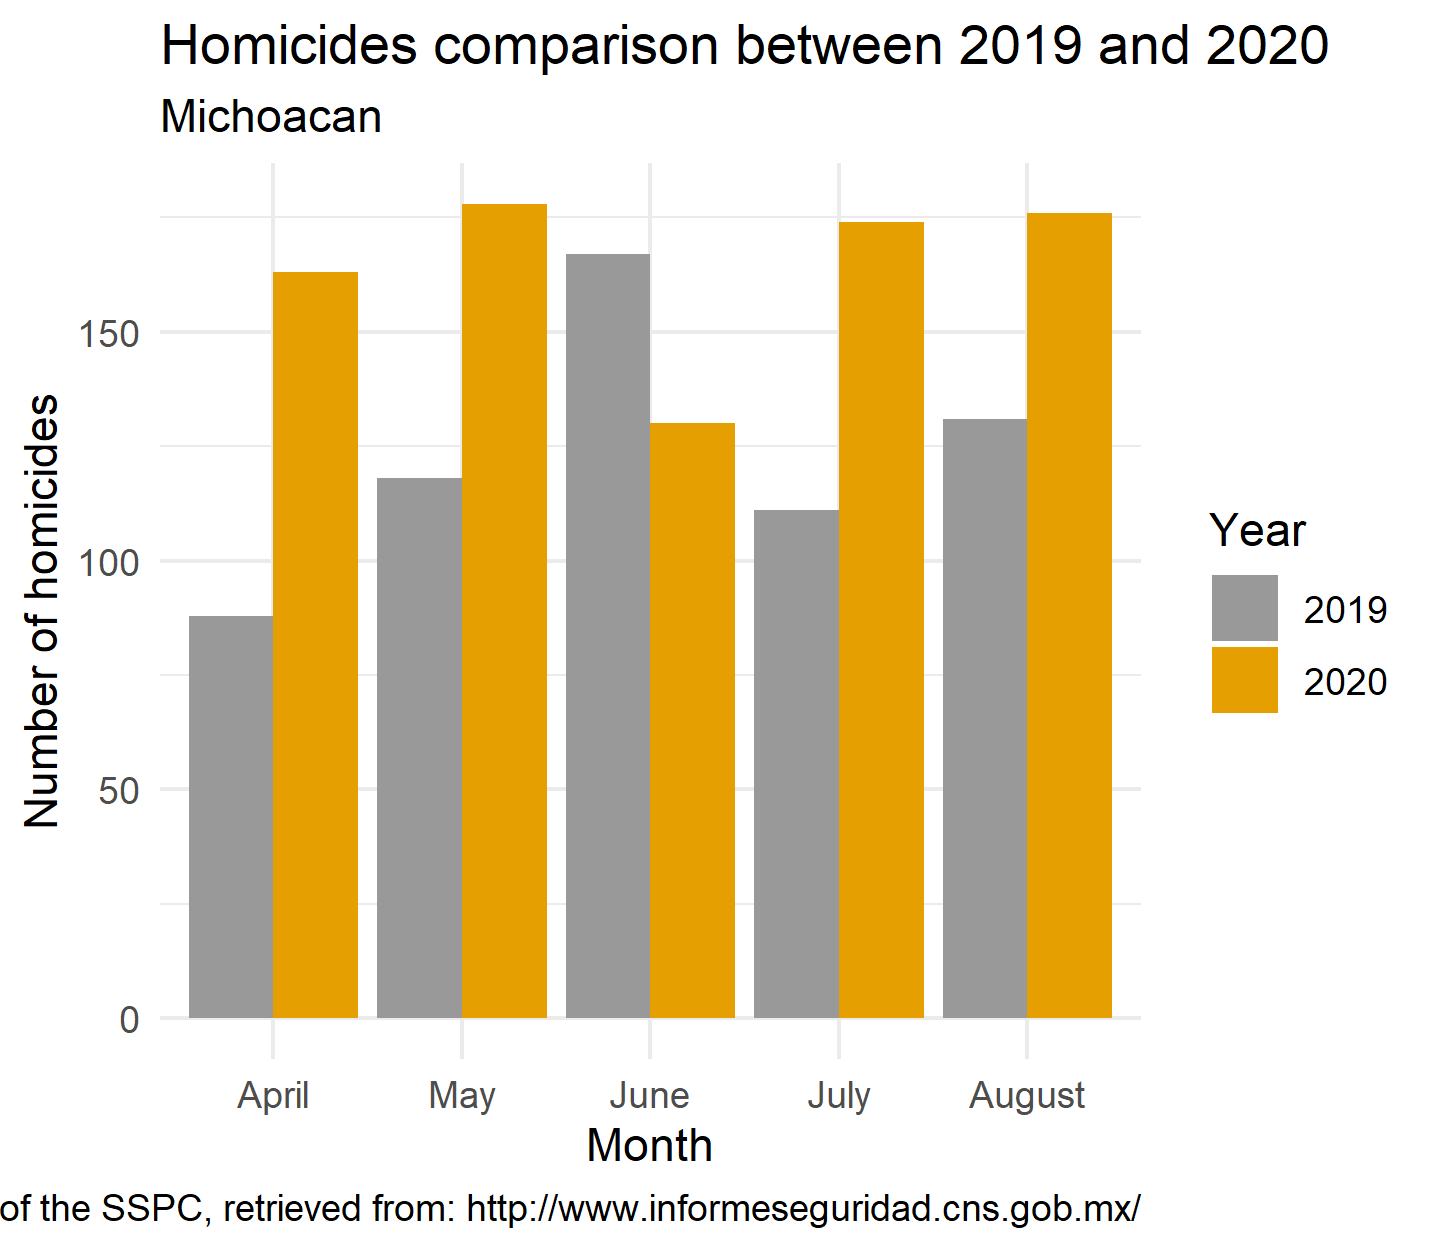 Homicides comparison between 2019 and 2020
Michoacan
150
100
50
0
Number of homicides
April May June July August
Month
Year
2019
2020
of the SSPC, retrieved from: http://www.informeseguridad.cns.gob.mx/